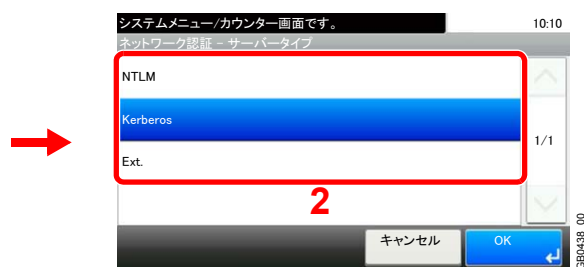 システムメニュー/カウンター画面です。 10:10
ネットワーク認証 - サーバータイプ
NTLM
Kerberos
1/1
Ext.
2
キャンセル OK
GB0438_00